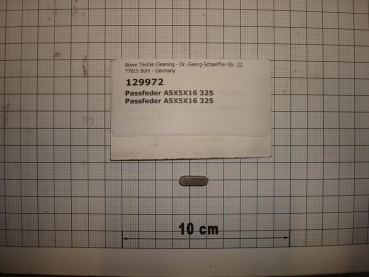 Böwe Textile Cleaning - Dr.-Georg-Schaeffler-Str. 22
77815 Bühl - Germany
129972
Passfeder A5X5X16 325
Passfeder A5X5X16 325
10 cm